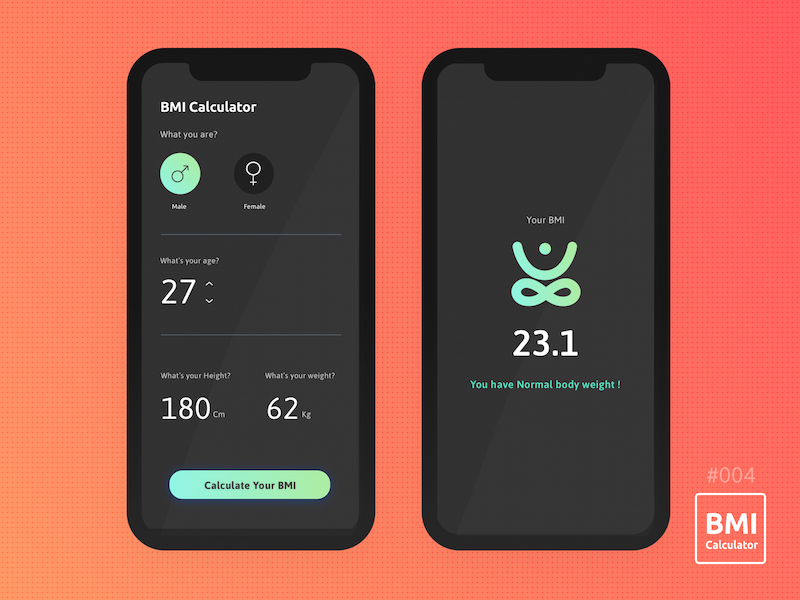 BMI Calculator
What you are?
Male Female
What's your age?
27
What's your Height? What's your weight?
180 Cm 62 Kg
Calculate Your BMI
Your BMI
23.1
You have Normal body weight !
#004
BMI
Calculator